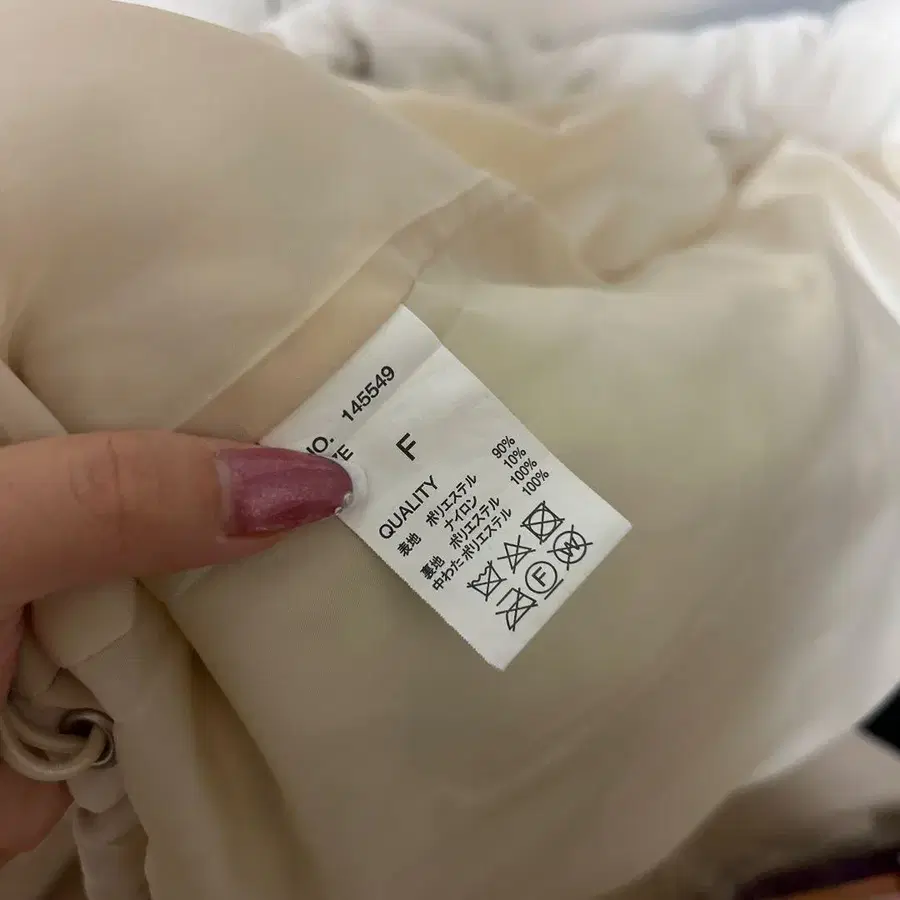 NO. 145549
ZE F
QUALITY
表地 ポリエステル 90%
ナイロン 10%
裏地 ポリエステル 100%
中わた ポリエステル 100%
F W